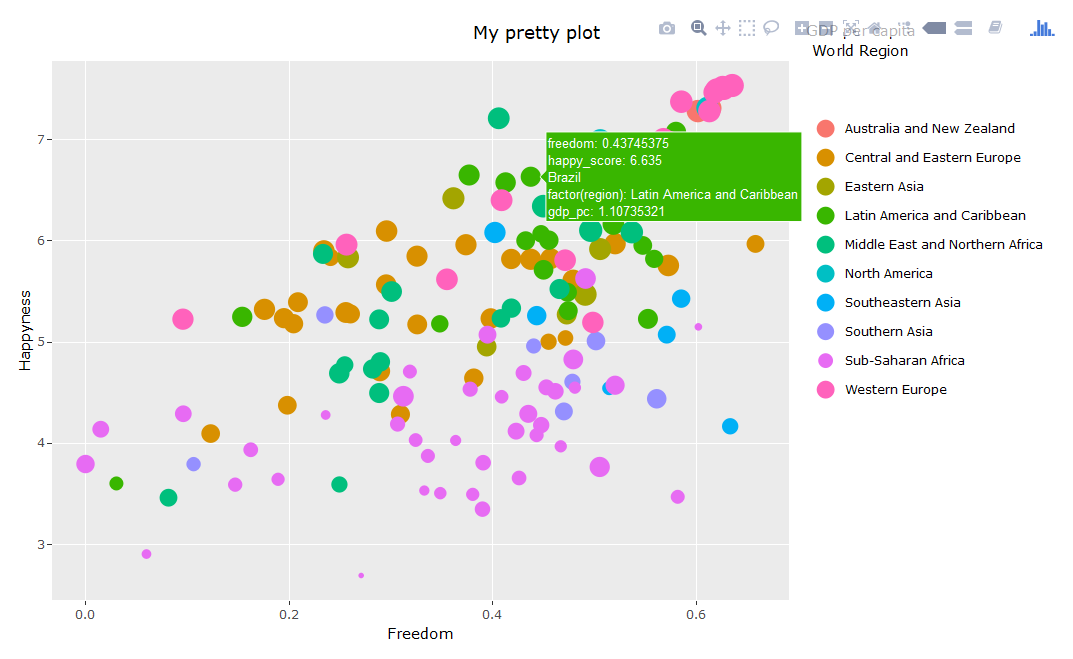 My pretty plot
GDP per capita
World Region
Australia and New Zealand
Central and Eastern Europe
Eastern Asia
Latin America and Caribbean
Middle East and Northern Africa
North America
Southeastern Asia
Southern Asia
Sub-Saharan Africa
Western Europe
freedom: 0.43745375
happy_score: 6.635
Brazil
factor(region): Latin America and Caribbean
gdp_pc: 1.10735321
Happyness
7
6
5
4
3
0.0
0.2
0.4
0.6
Freedom